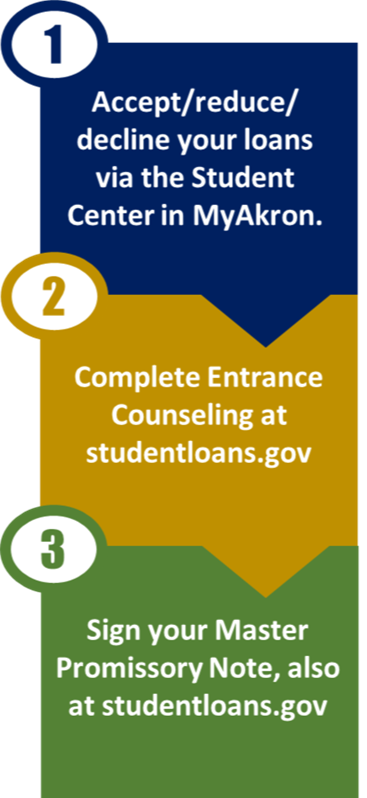 1
Accept/reduce/
decline your loans
via the Student
Center in MyAkron.
2
Complete Entrance
Counseling at
studentloans.gov
3
Sign your Master
Promissory Note, also
at studentloans.gov